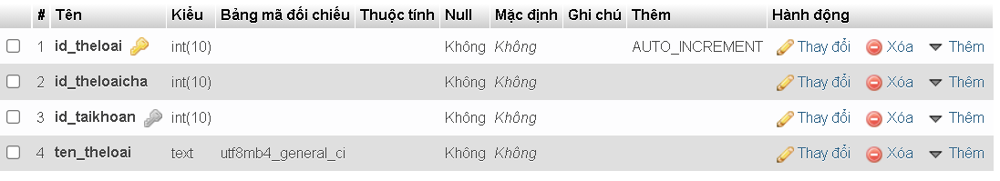 # Tên Kiểu Bảng mã đối chiếu Thuộc tính Null Mặc định Ghi chú Thêm Hành động
1 id_theloai int(10) Không Không AUTO_INCREMENT Thay đổi Xóa Thêm
2 id_theloaicha int(10) Không Không Thay đổi Xóa Thêm
3 id_taikhoan int(10) Không Không Thay đổi Xóa Thêm
4 ten_theloai text utf8mb4_general_ci Không Không Thay đổi Xóa Thêm